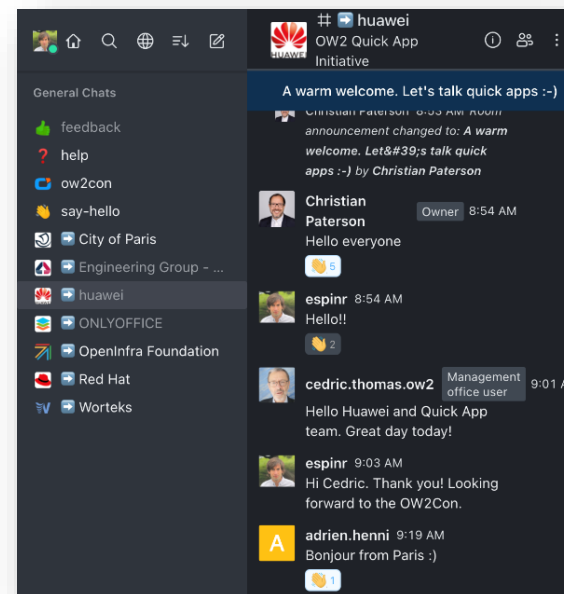 General Chats
feedback
help
ow2con
say-hello
City of Paris
Engineering Group - ...
huawei
ONLYOFFICE
OpenInfra Foundation
Red Hat
Worteks
HUAWEI
# huawei
OW2 Quick App
Initiative
A warm welcome. Let's talk quick apps :-)
Christian Paterson 8:53 AM Room
announcement changed to: A warm
welcome. Let&#39;s talk quick
apps :-) by Christian Paterson
Christian
Paterson
Owner 8:54 AM
Hello everyone
5
espinr 8:54 AM
Hello!!
2
cedric.thomas.ow2
Management
office user
9:01
Hello Huawei and Quick App
team. Great day today!
espinr 9:03 AM
Hi Cedric. Thank you! Looking
forward to the OW2Con.
A
adrien.henni 9:19 AM
Bonjour from Paris :)
1